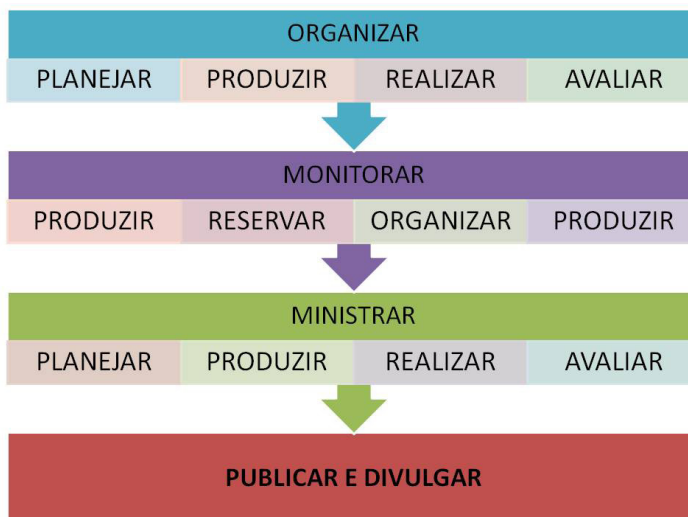 ORGANIZAR
PLANEJAR PRODUZIR REALIZAR AVALIAR
MONITORAR
PRODUZIR RESERVAR ORGANIZAR PRODUZIR
MINISTRAR
PLANEJAR PRODUZIR REALIZAR AVALIAR
PUBLICAR E DIVULGAR